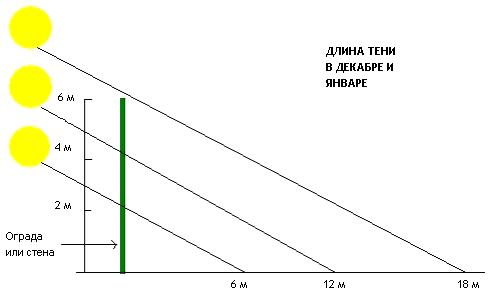 ДЛИНА ТЕНИ
В ДЕКАБРЕ И
ЯНВАРЕ
6 м
4 м
2 м
Ограда
или стена
6 м
12 м
18 м